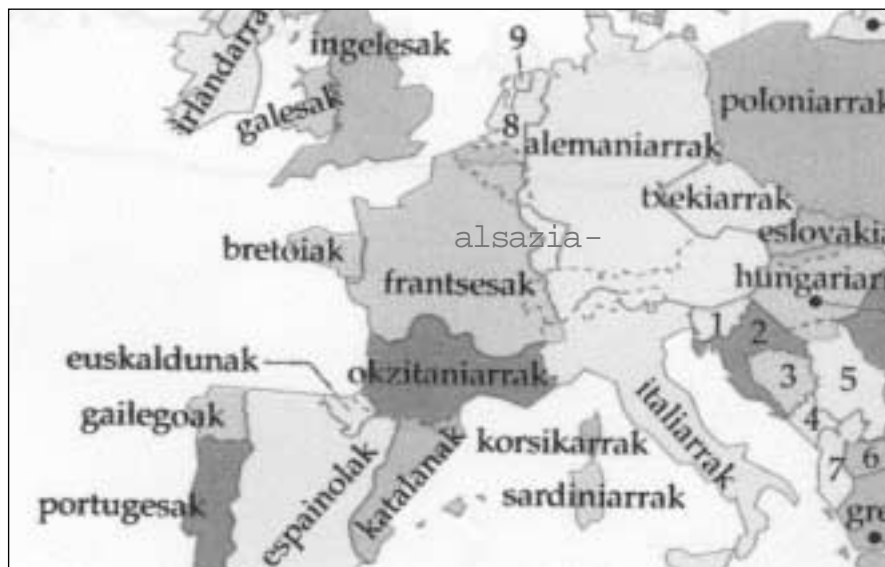 irlandarrak
ingelesak
galesak
9
8
alemaniarrak
poloniarrak
txekiarrak
bretoiak
alsazia-
eslovakia
frantsesak
hungariarr
1
2
euskaldunak
okzitaniarrak
3
5
gailegoak
italiarrak
4
korsikarrak
7
6
portugesak
espainolak
katalanak
sardiniarrak
gre